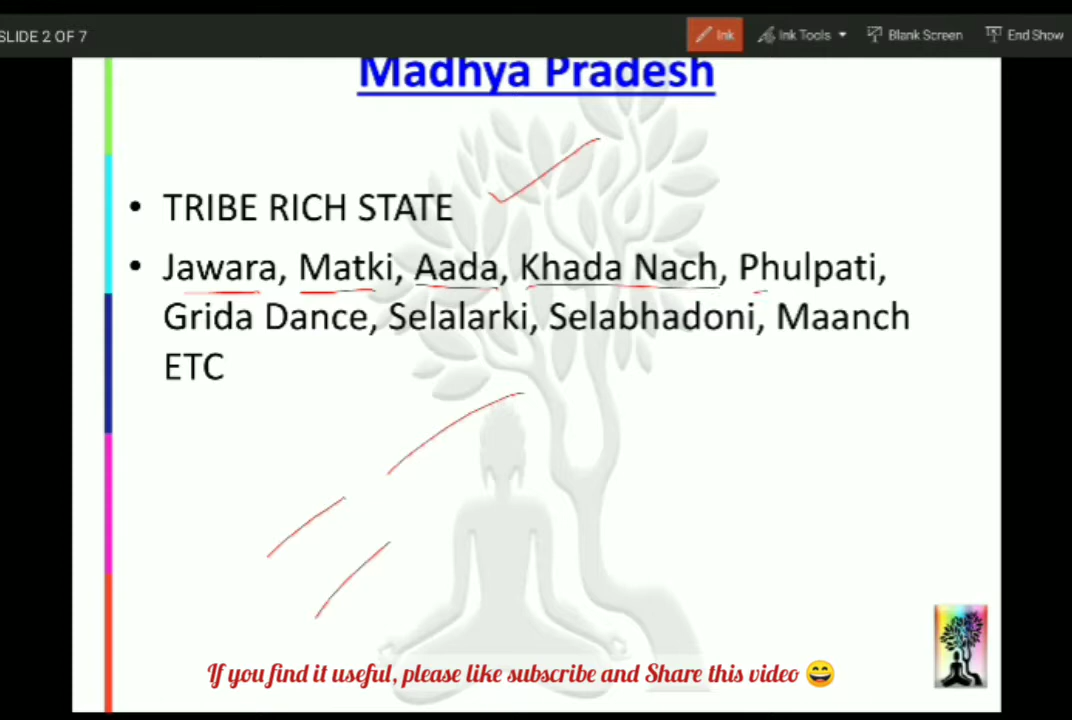 SLIDE 2 OF 7 Ink Ink Tools Blank Screen End Show
Madhya Pradesh
• TRIBE RICH STATE
• Jawara, Matki, Aada, Khada Nach, Phulpati,
Grida Dance, Selalarki, Selabhadoni, Maanch
ETC
If you find it useful, please like subscribe and Share this video 😄